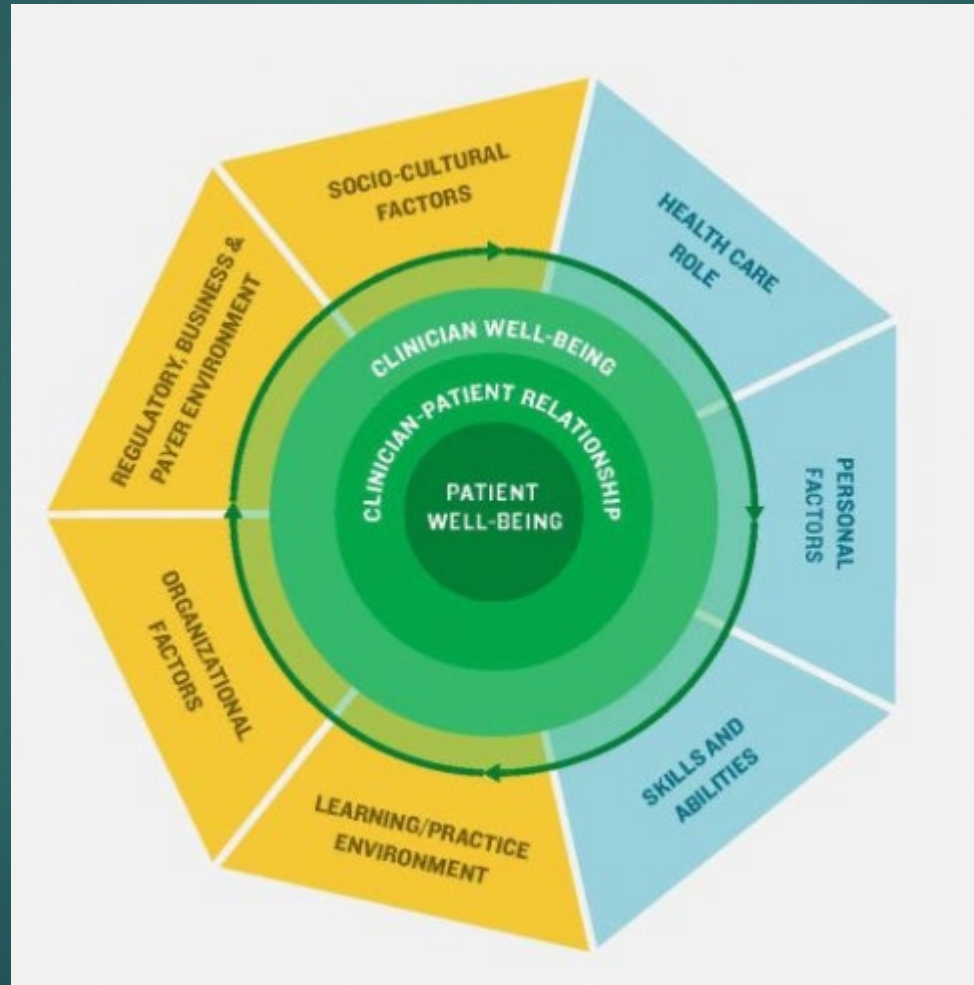 SOCIO-CULTURAL
FACTORS
HEALTH CARE
ROLE
PERSONAL
FACTORS
SKILLS AND
ABILITIES
LEARNING/PRACTICE
ENVIRONMENT
ORGANIZATIONAL
FACTORS
REGULATORY, BUSINESS &
PAYER ENVIRONMENT
CLINICIAN WELL-BEING
CLINICIAN-PATIENT RELATIONSHIP
PATIENT
WELL-BEING